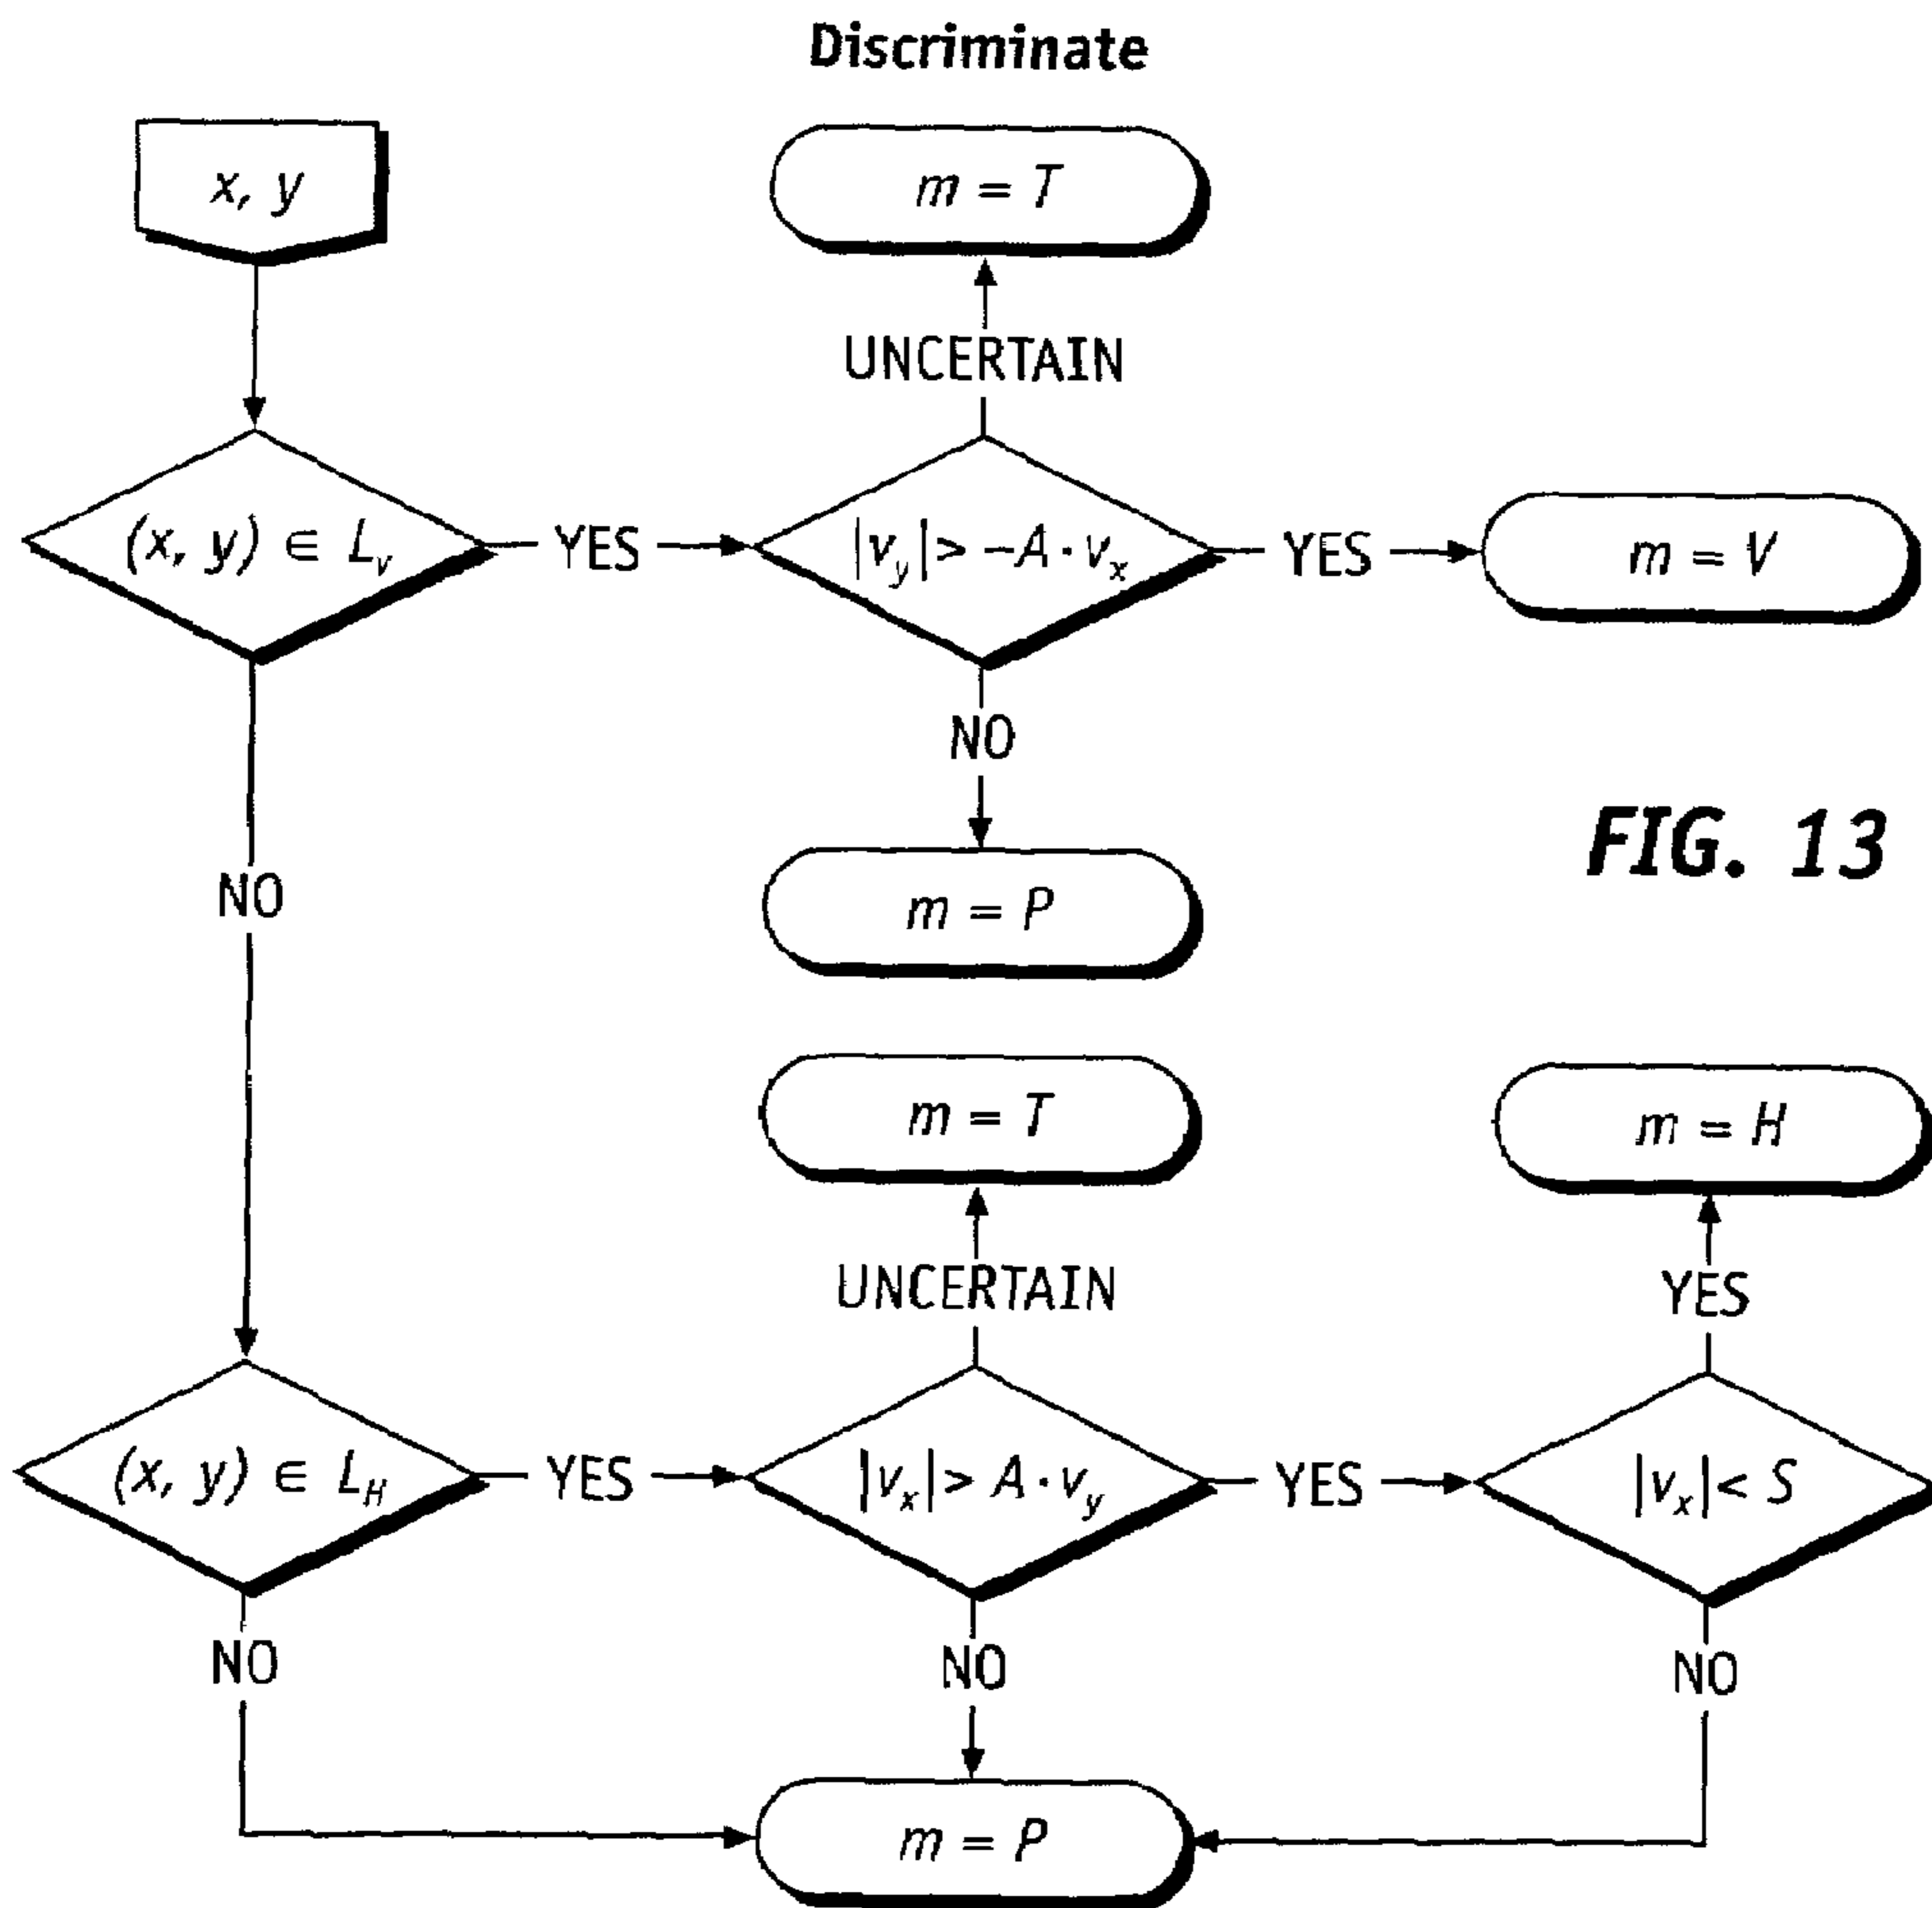 Discriminate
x, y
m = T
UNCERTAIN
(x, y) ∈ L_V
YES
|v_y| > −A · v_x
YES
m = V
NO
NO
m = P
FIG. 13
m = T
m = H
UNCERTAIN
YES
(x, y) ∈ L_H
YES
|v_x| > A · v_y
YES
|v_x| < S
NO
NO
NO
m = P